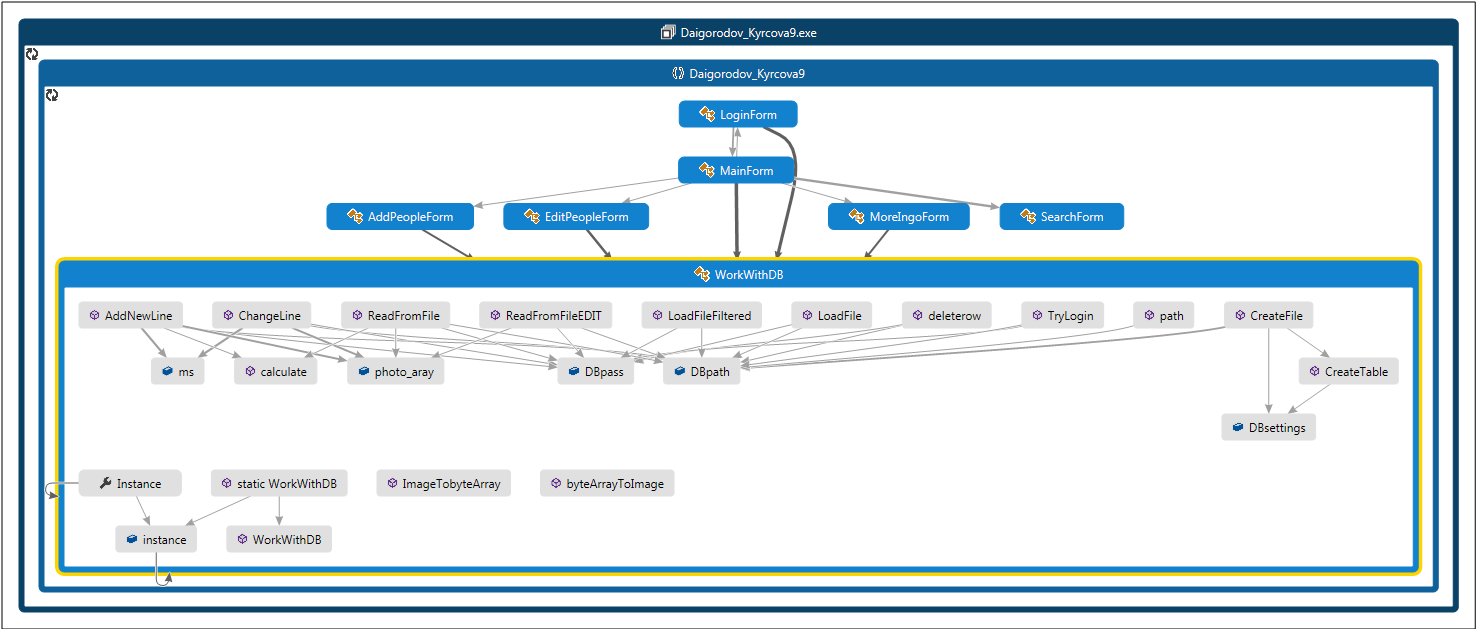 Daigorodov_Kyrcova9.exe
Daigorodov_Kyrcova9
LoginForm
MainForm
AddPeopleForm EditPeopleForm MoreIngoForm SearchForm
WorkWithDB
AddNewLine ChangeLine ReadFromFile ReadFromFileEDIT LoadFileFiltered LoadFile deleterow TryLogin path CreateFile
ms calculate photo_aray DBpass DBpath CreateTable
DBsettings
Instance static WorkWithDB ImageTobyteArray byteArrayToImage
instance WorkWithDB